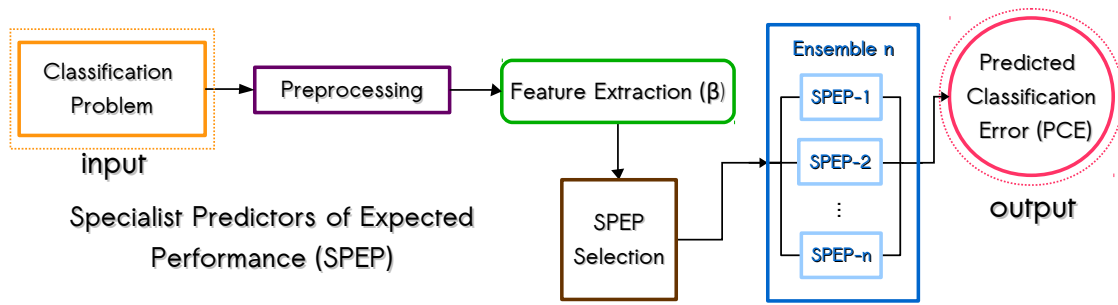 Classification
Problem
input
Preprocessing
Feature Extraction (β)
SPEP
Selection
Ensemble n
SPEP-1
SPEP-2
...
SPEP-n
Predicted
Classification
Error (PCE)
output
Specialist Predictors of Expected
Performance (SPEP)